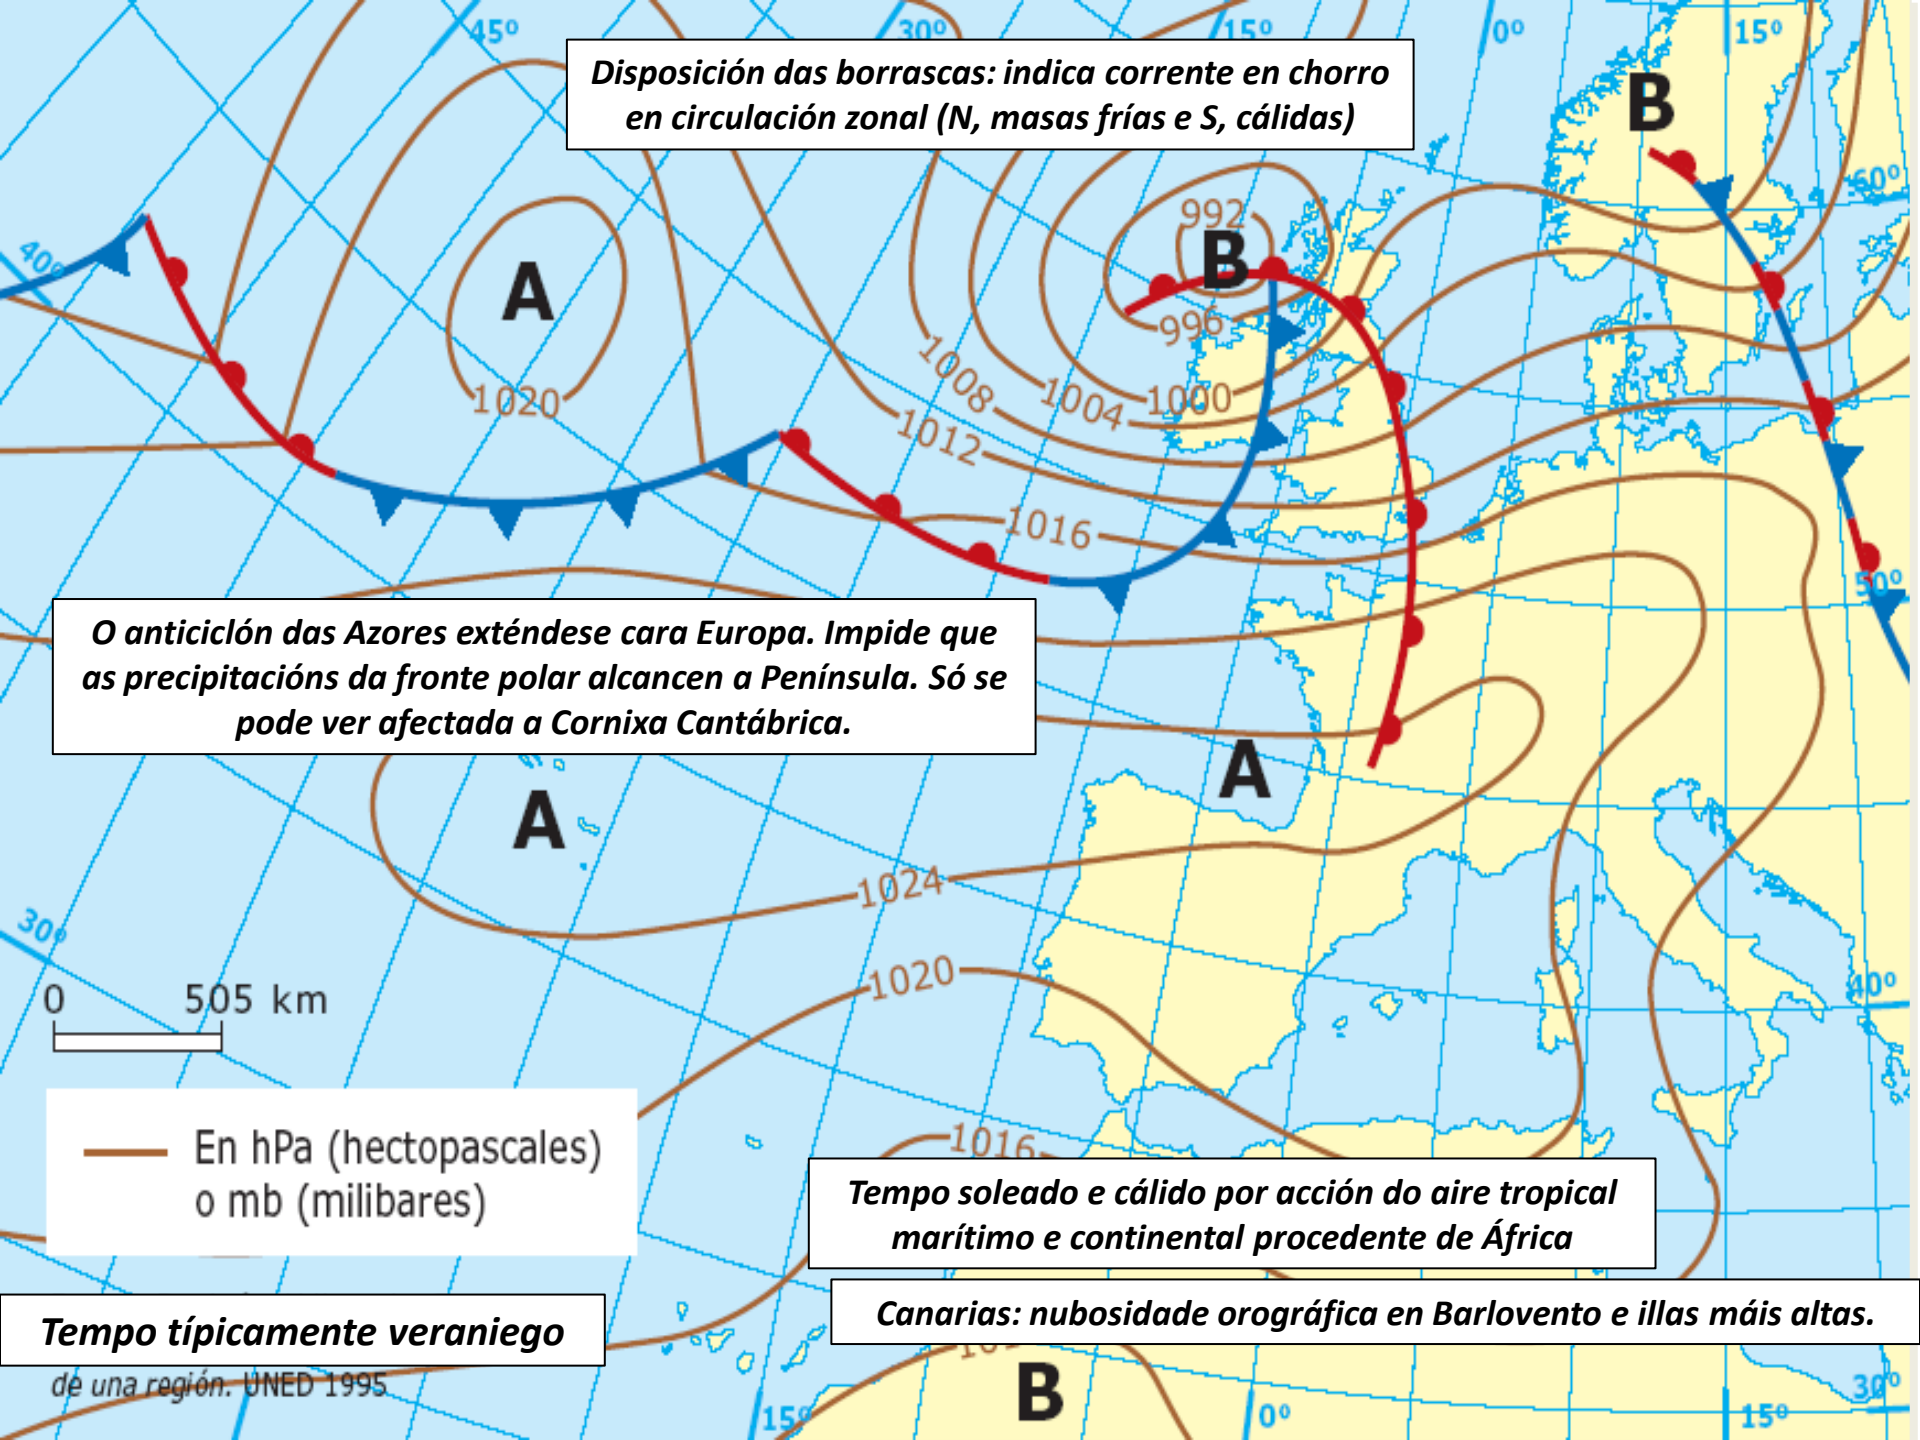 45º
30º
15º
0º
15º
Disposición das borrascas: indica corrente en chorro
en circulación zonal (N, masas frías e S, cálidas)
B
60º
40º
992
B
A
996
1020
1008
1004
1000
1012
1016
50º
O anticiclón das Azores exténdese cara Europa. Impide que
as precipitacións da fronte polar alcancen a Península. Só se
pode ver afectada a Cornixa Cantábrica.
A
A
1024
30º
1020
40º
0 505 km
En hPa (hectopascales)
o mb (milibares)
1016
Tempo soleado e cálido por acción do aire tropical
marítimo e continental procedente de África
Canarias: nubosidade orográfica en Barlovento e illas máis altas.
Tempo típicamente veraniego
de una región. UNED 1995
B
30º
15º
0º
15º